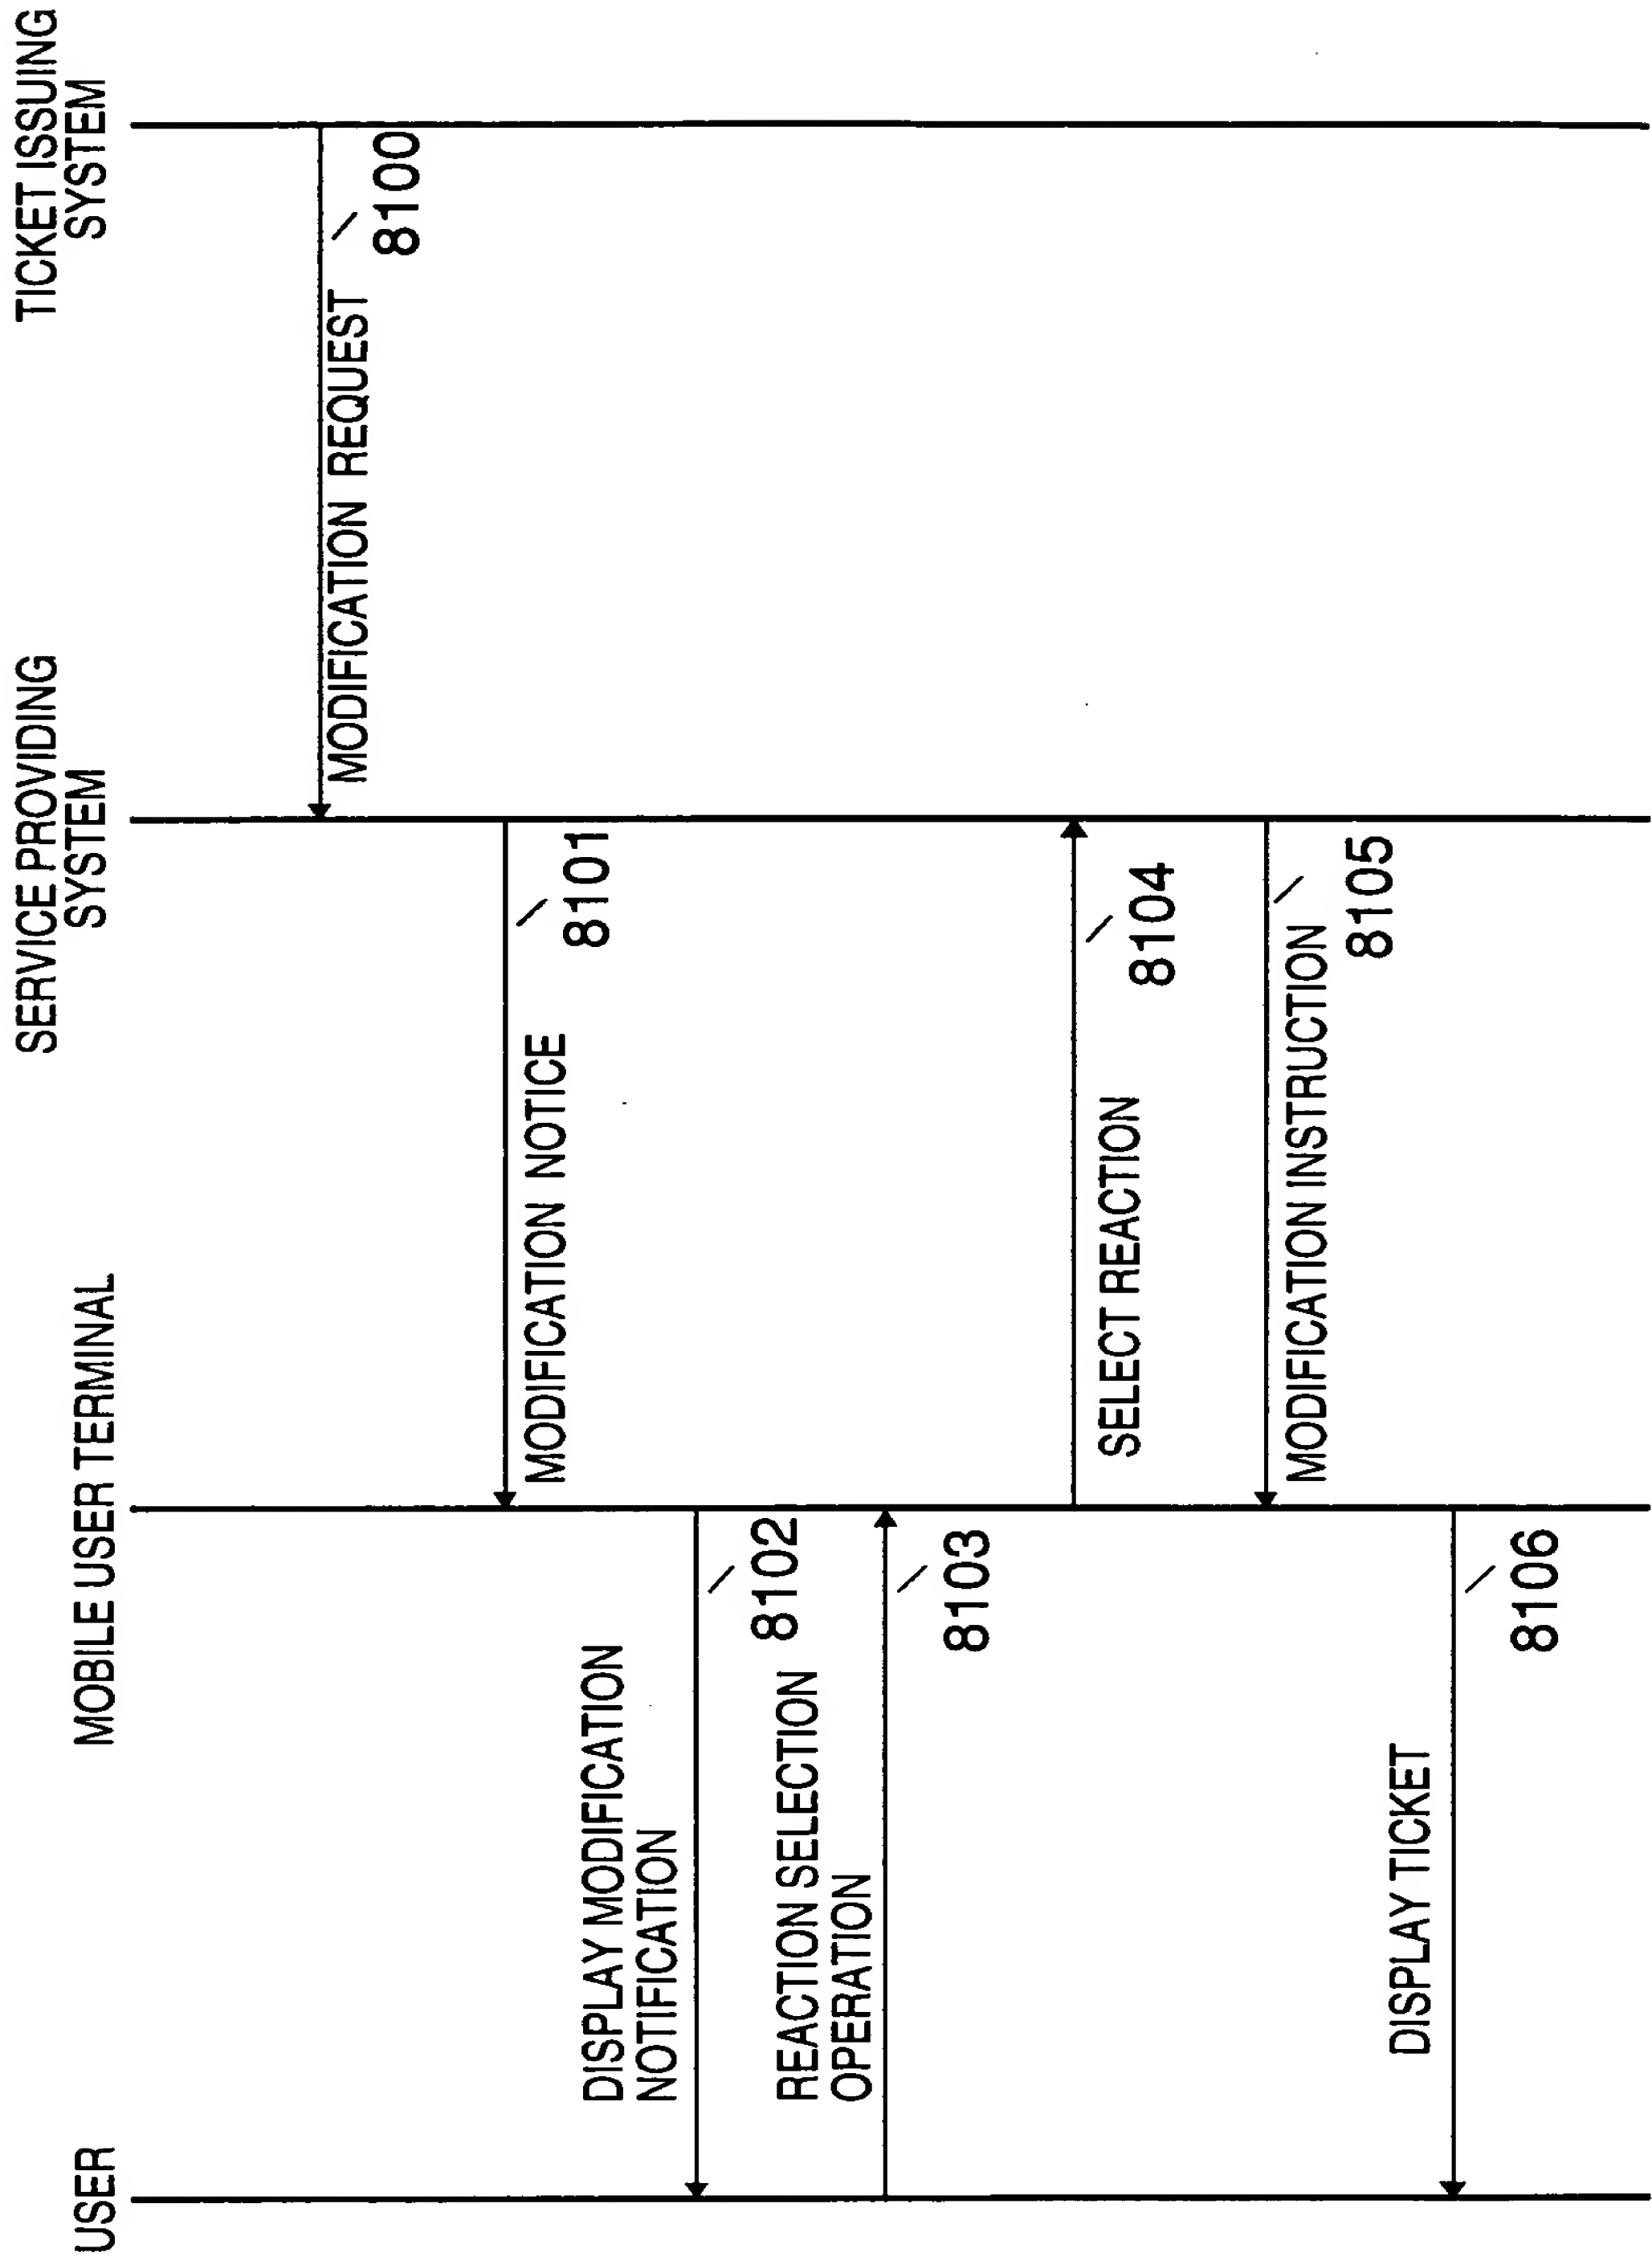 USER
MOBILE USER TERMINAL
SERVICE PROVIDING
SYSTEM
TICKET ISSUING
SYSTEM
MODIFICATION REQUEST
8100
MODIFICATION NOTICE
8101
DISPLAY MODIFICATION
NOTIFICATION
8102
REACTION SELECTION
OPERATION
8103
SELECT REACTION
8104
MODIFICATION INSTRUCTION
8105
DISPLAY TICKET
8106